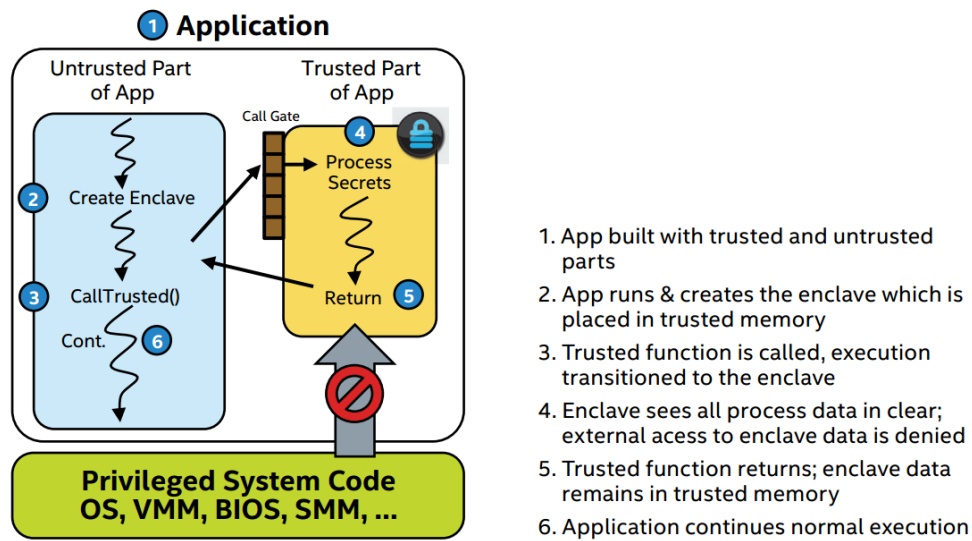 1 Application
Untrusted Part
of App
Trusted Part
of App
Call Gate
4
Process
Secrets
2 Create Enclave
3 CallTrusted()
Return 5
Cont. 6
Privileged System Code
OS, VMM, BIOS, SMM, ...
1. App built with trusted and untrusted
parts
2. App runs & creates the enclave which is
placed in trusted memory
3. Trusted function is called, execution
transitioned to the enclave
4. Enclave sees all process data in clear;
external acess to enclave data is denied
5. Trusted function returns; enclave data
remains in trusted memory
6. Application continues normal execution